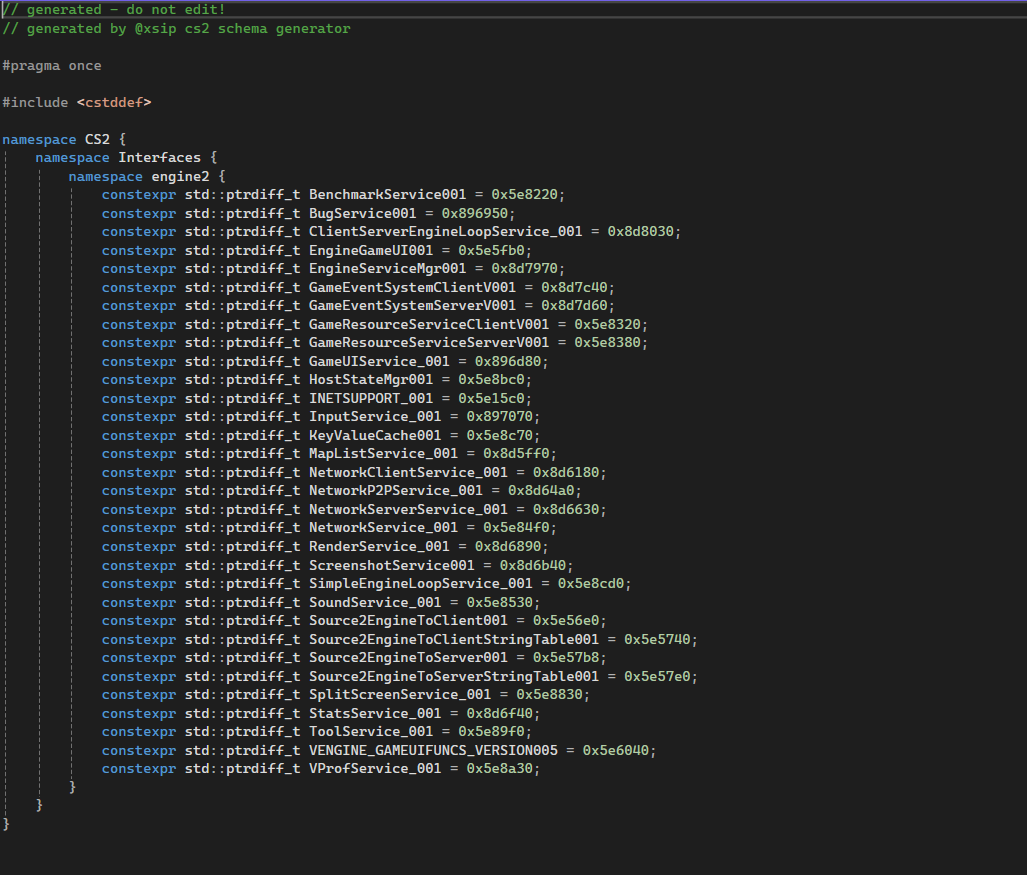 // generated - do not edit!
// generated by @xsip cs2 schema generator
#pragma once
#include <cstddef>
namespace CS2 {
namespace Interfaces {
namespace engine2 {
constexpr std::ptrdiff_t BenchmarkService001 = 0x5e8220;
constexpr std::ptrdiff_t BugService001 = 0x896950;
constexpr std::ptrdiff_t ClientServerEngineLoopService_001 = 0x8d8030;
constexpr std::ptrdiff_t EngineGameUI001 = 0x5e5fb0;
constexpr std::ptrdiff_t EngineServiceMgr001 = 0x8d7970;
constexpr std::ptrdiff_t GameEventSystemClientV001 = 0x8d7c40;
constexpr std::ptrdiff_t GameEventSystemServerV001 = 0x8d7d60;
constexpr std::ptrdiff_t GameResourceServiceClientV001 = 0x5e8320;
constexpr std::ptrdiff_t GameResourceServiceServerV001 = 0x5e8380;
constexpr std::ptrdiff_t GameUIService_001 = 0x896d80;
constexpr std::ptrdiff_t HostStateMgr001 = 0x5e8bc0;
constexpr std::ptrdiff_t INETSUPPORT_001 = 0x5e15c0;
constexpr std::ptrdiff_t InputService_001 = 0x897070;
constexpr std::ptrdiff_t KeyValueCache001 = 0x5e8c70;
constexpr std::ptrdiff_t MapListService_001 = 0x8d5ff0;
constexpr std::ptrdiff_t NetworkClientService_001 = 0x8d6180;
constexpr std::ptrdiff_t NetworkP2PService_001 = 0x8d64a0;
constexpr std::ptrdiff_t NetworkServerService_001 = 0x8d6630;
constexpr std::ptrdiff_t NetworkService_001 = 0x5e84f0;
constexpr std::ptrdiff_t RenderService_001 = 0x8d6890;
constexpr std::ptrdiff_t ScreenshotService001 = 0x8d6b40;
constexpr std::ptrdiff_t SimpleEngineLoopService_001 = 0x5e8cd0;
constexpr std::ptrdiff_t SoundService_001 = 0x5e8530;
constexpr std::ptrdiff_t Source2EngineToClient001 = 0x5e56e0;
constexpr std::ptrdiff_t Source2EngineToClientStringTable001 = 0x5e5740;
constexpr std::ptrdiff_t Source2EngineToServer001 = 0x5e57b8;
constexpr std::ptrdiff_t Source2EngineToServerStringTable001 = 0x5e57e0;
constexpr std::ptrdiff_t SplitScreenService_001 = 0x5e8830;
constexpr std::ptrdiff_t StatsService_001 = 0x8d6f40;
constexpr std::ptrdiff_t ToolService_001 = 0x5e89f0;
constexpr std::ptrdiff_t VENGINE_GAMEUIFUNCS_VERSION005 = 0x5e6040;
constexpr std::ptrdiff_t VProfService_001 = 0x5e8a30;
}
}
}